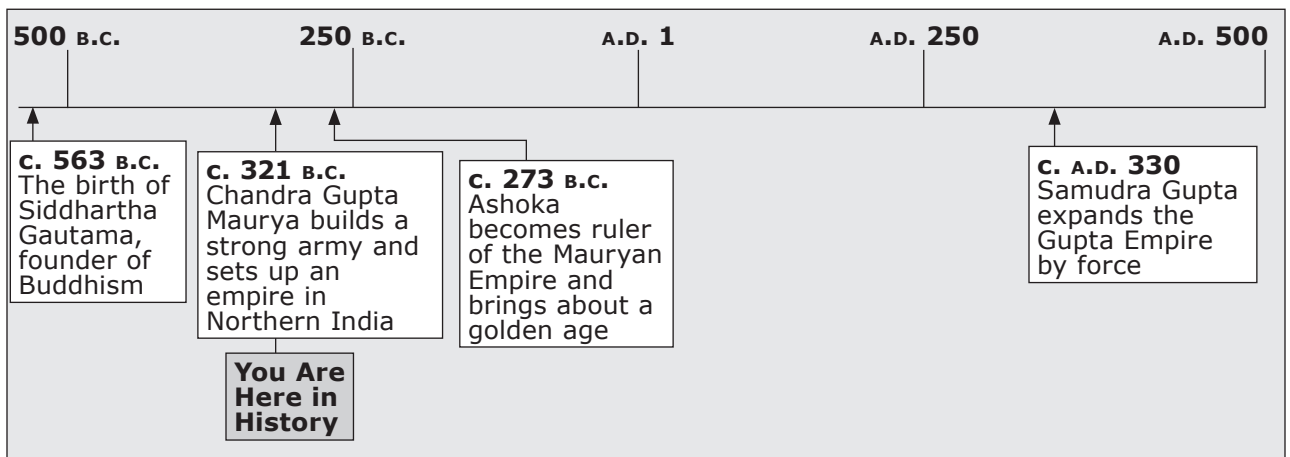 500 B.C.
250 B.C.
A.D. 1
A.D. 250
A.D. 500
c. 563 B.C.
The birth of
Siddhartha
Gautama,
founder of
Buddhism
c. 321 B.C.
Chandra Gupta
Maurya builds a
strong army and
sets up an
empire in
Northern India
You Are
Here in
History
c. 273 B.C.
Ashoka
becomes ruler
of the Mauryan
Empire and
brings about a
golden age
c. A.D. 330
Samudra Gupta
expands the
Gupta Empire
by force